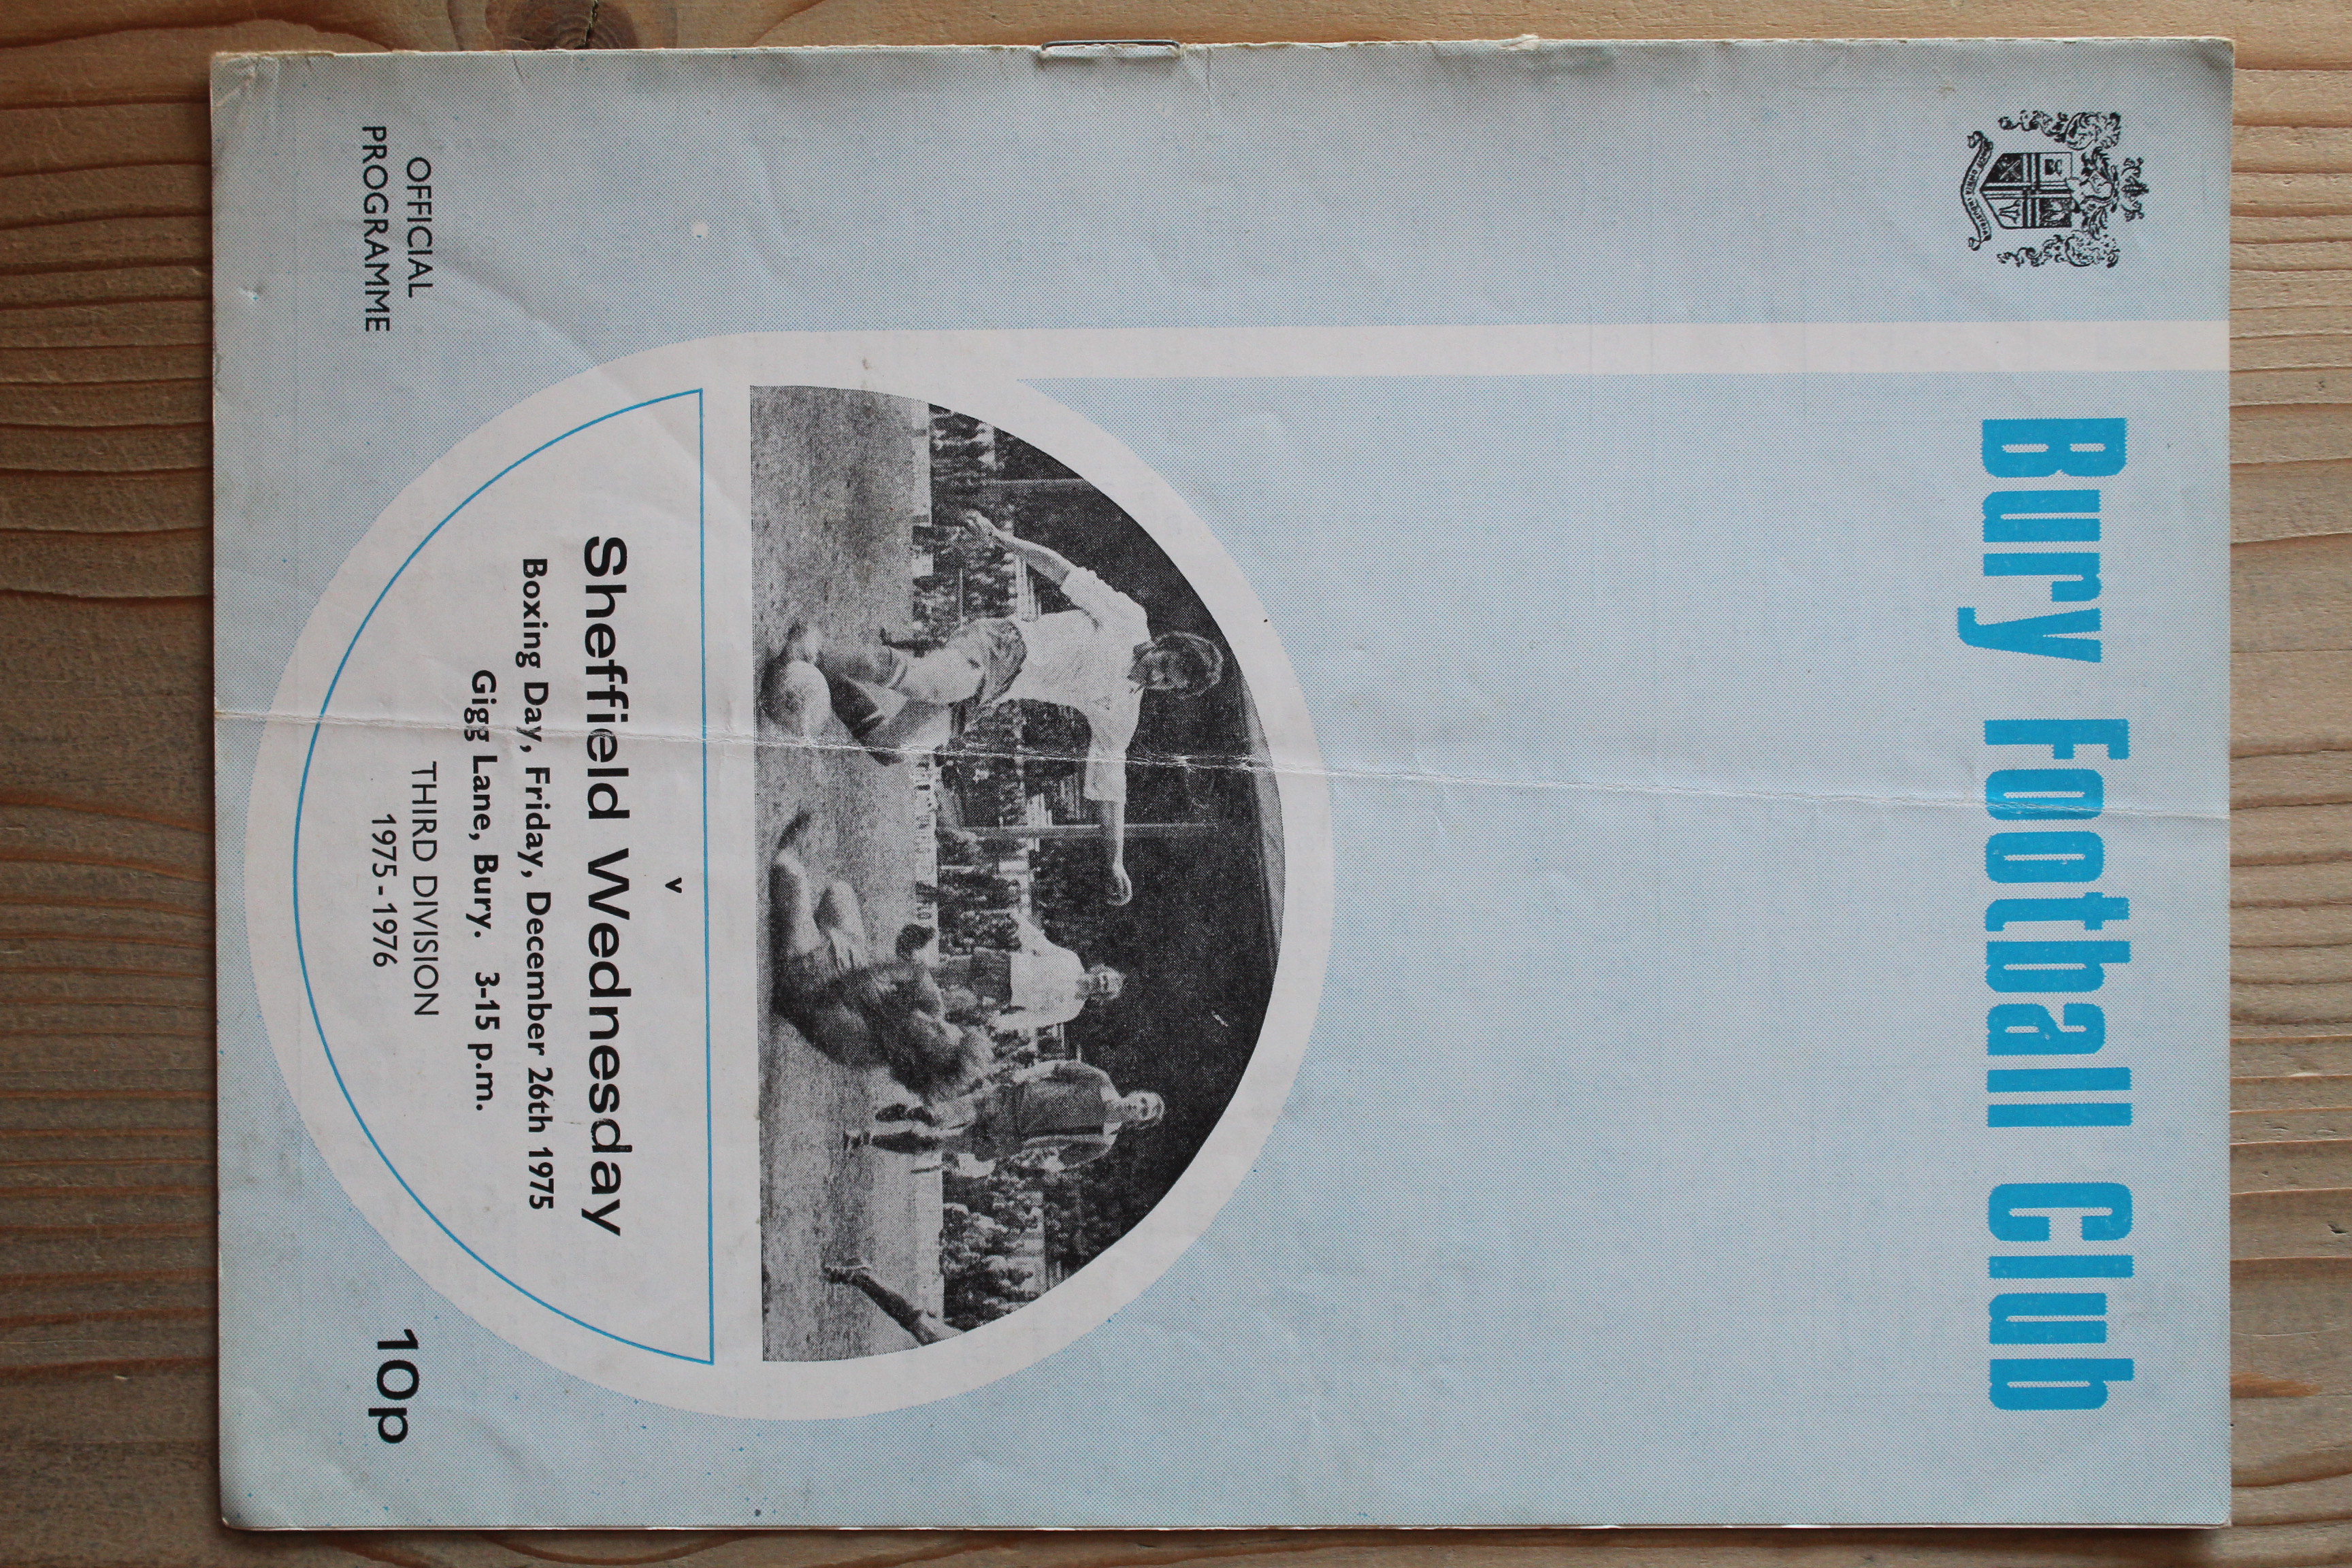 Bury Football Club
v
Sheffield Wednesday
Boxing Day, Friday, December 26th 1975
Gigg Lane, Bury. 3-15 p.m.
THIRD DIVISION
1975-1976
OFFICIAL
PROGRAMME
10p